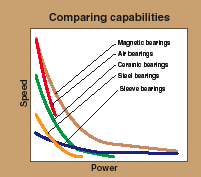 Comparing capabilities
Magnetic bearings
Air bearings
Ceramic bearings
Steel bearings
Sleeve bearings
Speed
Power